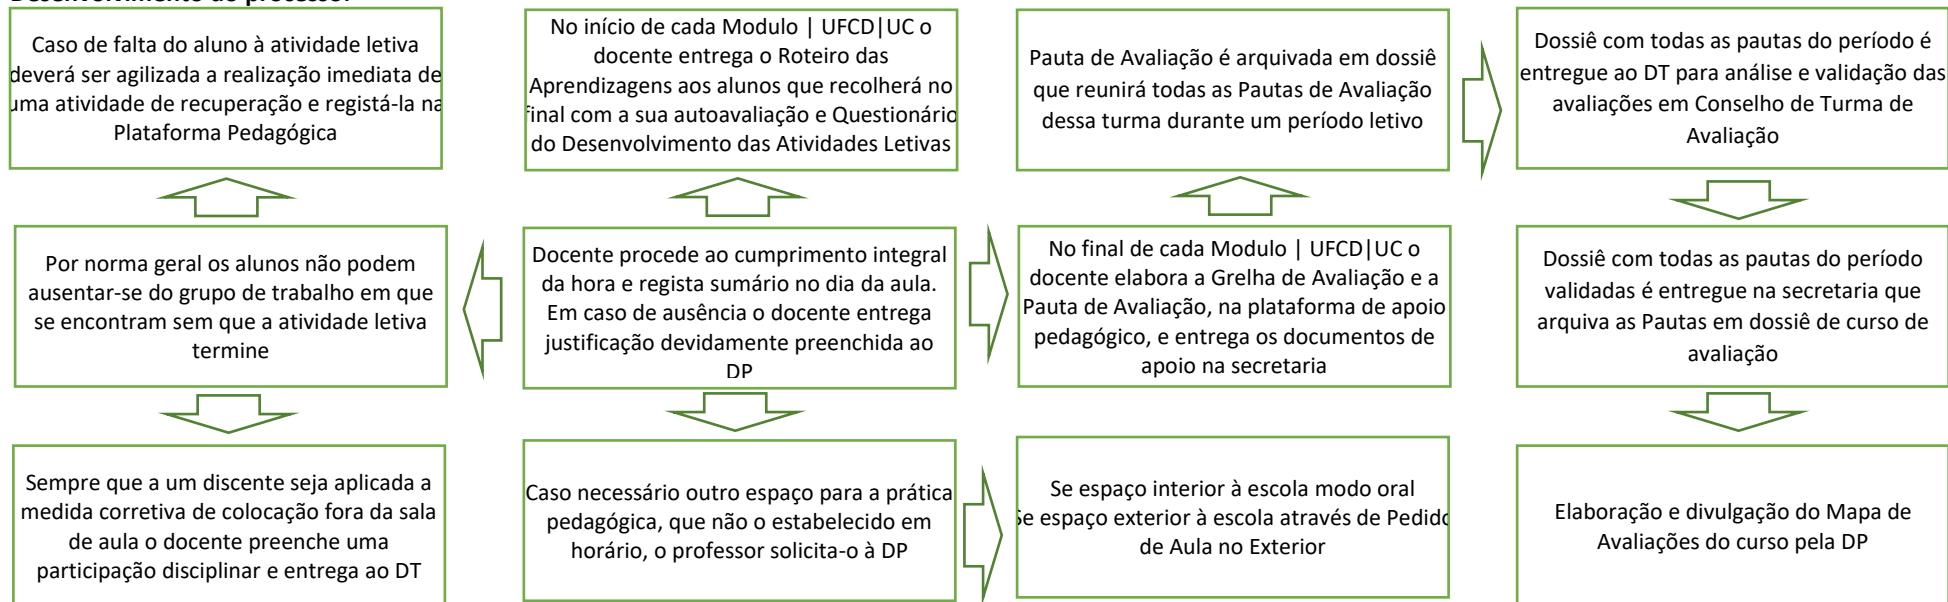 Caso de falta do aluno à atividade letiva
deverá ser agilizada a realização imediata de
uma atividade de recuperação e registá-la na
Plataforma Pedagógica
No início de cada Modulo | UFCD|UC o
docente entrega o Roteiro das
Aprendizagens aos alunos que recolherá no
final com a sua autoavaliação e Questionário
do Desenvolvimento das Atividades Letivas
Pauta de Avaliação é arquivada em dossiê
que reunirá todas as Pautas de Avaliação
dessa turma durante um período letivo
Dossiê com todas as pautas do período é
entregue ao DT para análise e validação das
avaliações em Conselho de Turma de
Avaliação
Por norma geral os alunos não podem
ausentar-se do grupo de trabalho em que
se encontram sem que a atividade letiva
termine
Docente procede ao cumprimento integral
da hora e regista sumário no dia da aula.
Em caso de ausência o docente entrega
justificação devidamente preenchida ao
DP
No final de cada Modulo | UFCD|UC o
docente elabora a Grelha de Avaliação e a
Pauta de Avaliação, na plataforma de apoio
pedagógico, e entrega os documentos de
apoio na secretaria
Dossiê com todas as pautas do período
validadas é entregue na secretaria que
arquiva as Pautas em dossiê de curso de
avaliação
Sempre que a um discente seja aplicada a
medida corretiva de colocação fora da sala
de aula o docente preenche uma
participação disciplinar e entrega ao DT
Caso necessário outro espaço para a prática
pedagógica, que não o estabelecido em
horário, o professor solicita-o à DP
Se espaço interior à escola modo oral
Se espaço exterior à escola através de Pedido
de Aula no Exterior
Elaboração e divulgação do Mapa de
Avaliações do curso pela DP